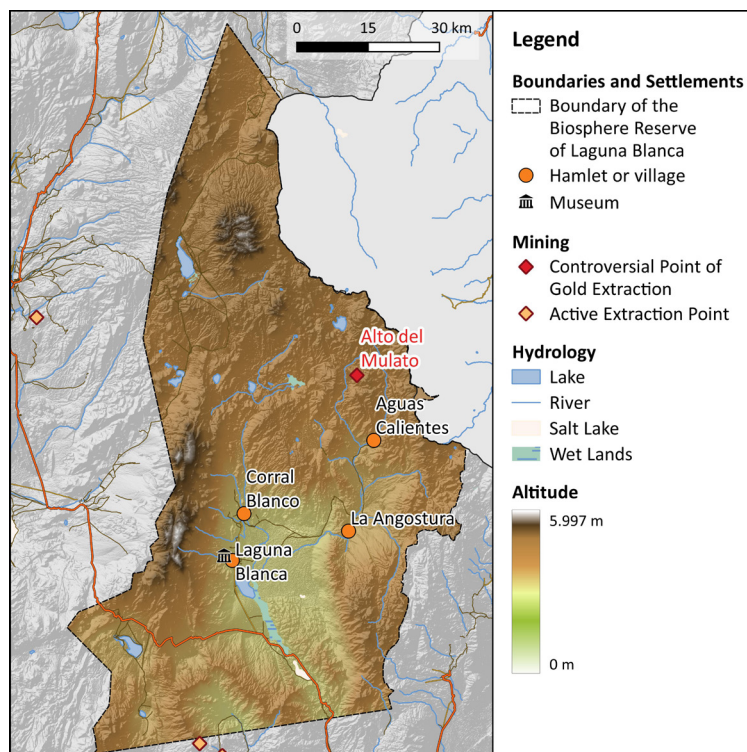 0 15 30 km
Alto del
Mulato
Aguas
Calientes
Corral
Blanco
La Angostura
Laguna
Blanca
Legend
Boundaries and Settlements
Boundary of the
Biosphere Reserve
of Laguna Blanca
Hamlet or village
Museum
Mining
Controversial Point of
Gold Extraction
Active Extraction Point
Hydrology
Lake
River
Salt Lake
Wet Lands
Altitude
5.997 m
0 m